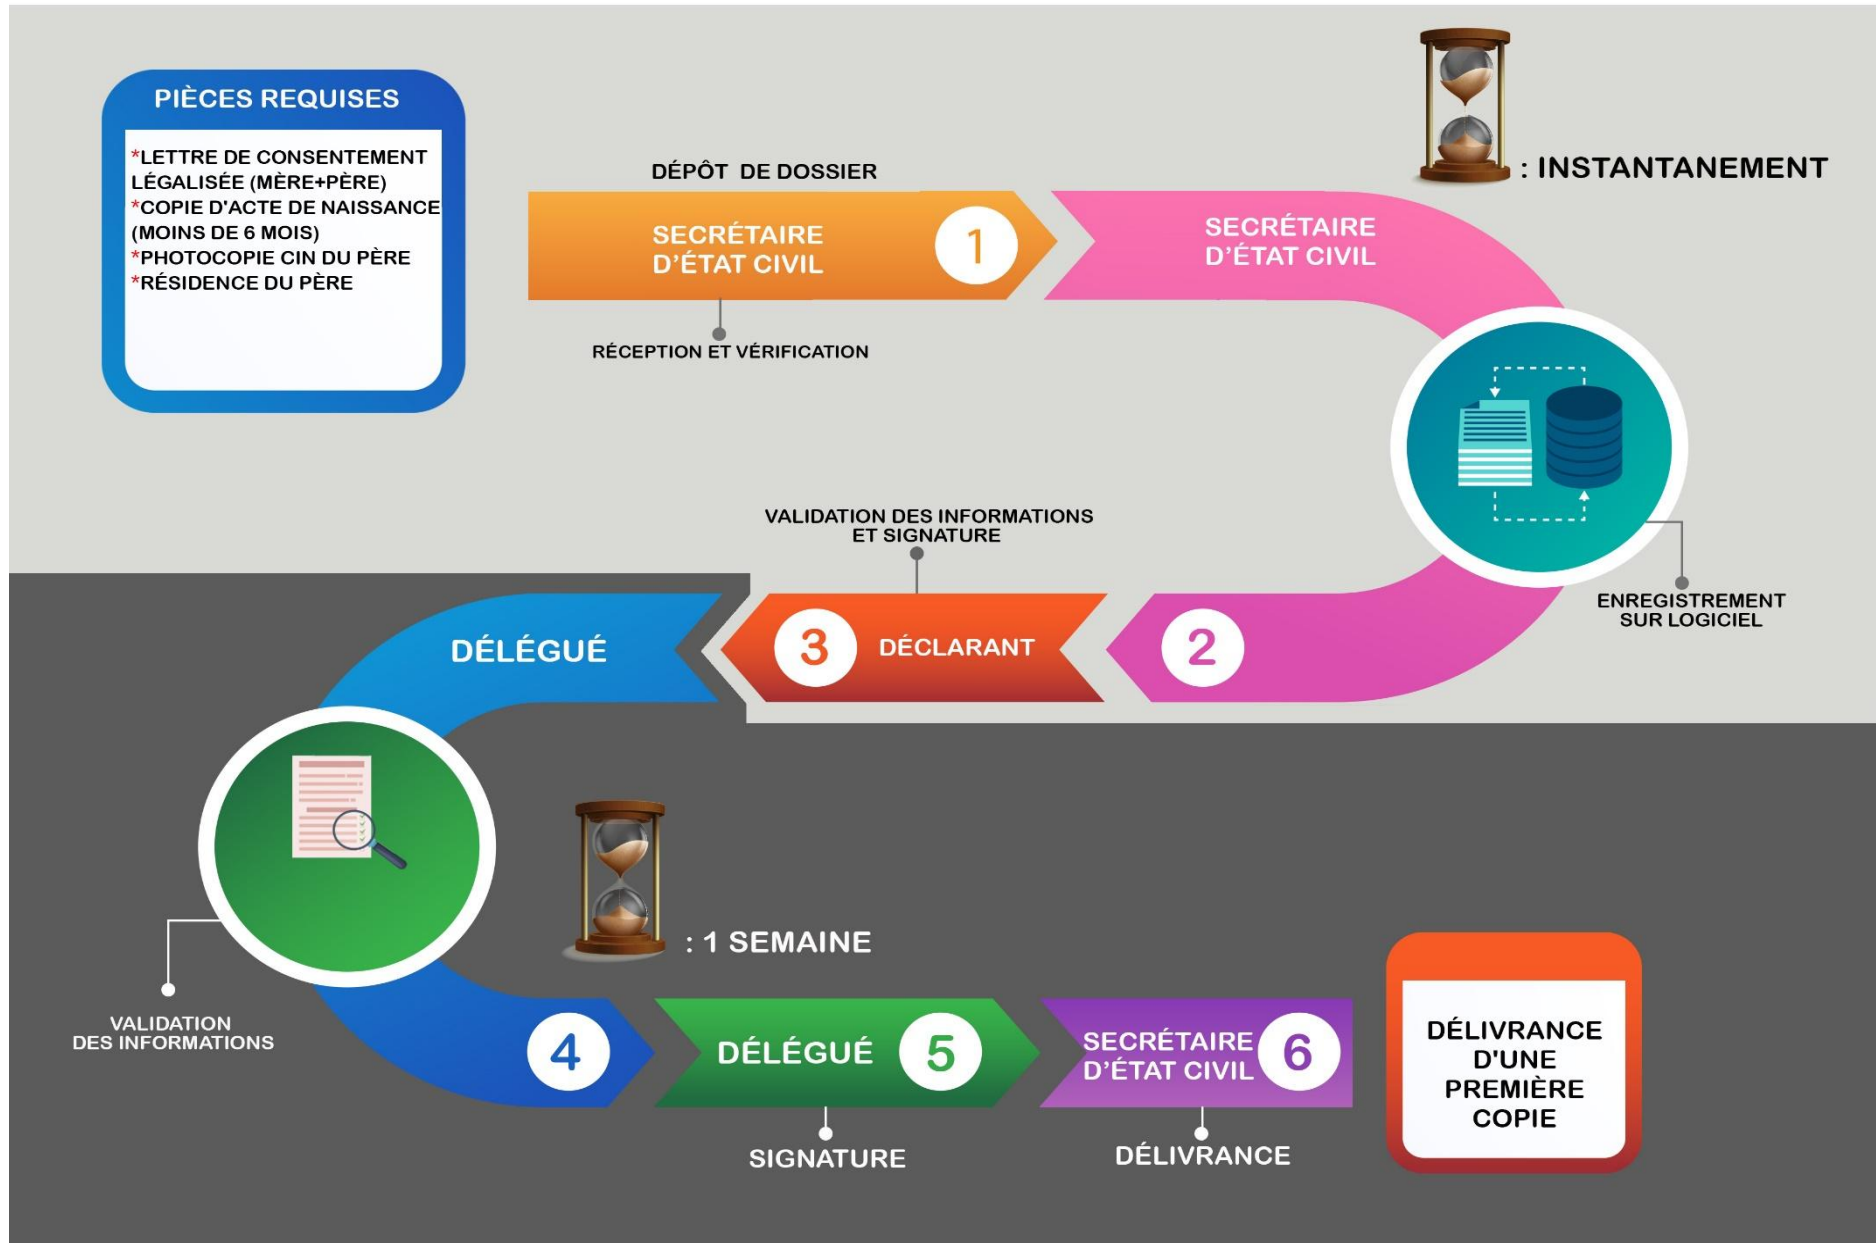 PIÈCES REQUISES
*LETTRE DE CONSENTEMENT
LÉGALISÉE (MÈRE+PÈRE)
*COPIE D'ACTE DE NAISSANCE
(MOINS DE 6 MOIS)
*PHOTOCOPIE CIN DU PÈRE
*RÉSIDENCE DU PÈRE
: INSTANTANEMENT
DÉPÔT DE DOSSIER
SECRÉTAIRE
D'ÉTAT CIVIL
1
RÉCEPTION ET VÉRIFICATION
SECRÉTAIRE
D'ÉTAT CIVIL
ENREGISTREMENT
SUR LOGICIEL
2
VALIDATION DES INFORMATIONS
ET SIGNATURE
3
DÉCLARANT
DÉLÉGUÉ
VALIDATION
DES INFORMATIONS
: 1 SEMAINE
4
DÉLÉGUÉ
5
SIGNATURE
SECRÉTAIRE
D'ÉTAT CIVIL
6
DÉLIVRANCE
DÉLIVRANCE
D'UNE
PREMIÈRE
COPIE